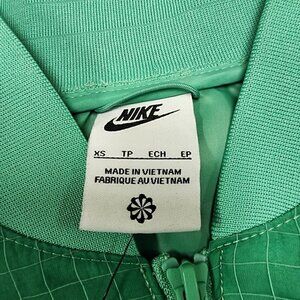 NIKE
XS TP ECH EP
MADE IN VIETNAM
FABRIQUE AU VIETNAM